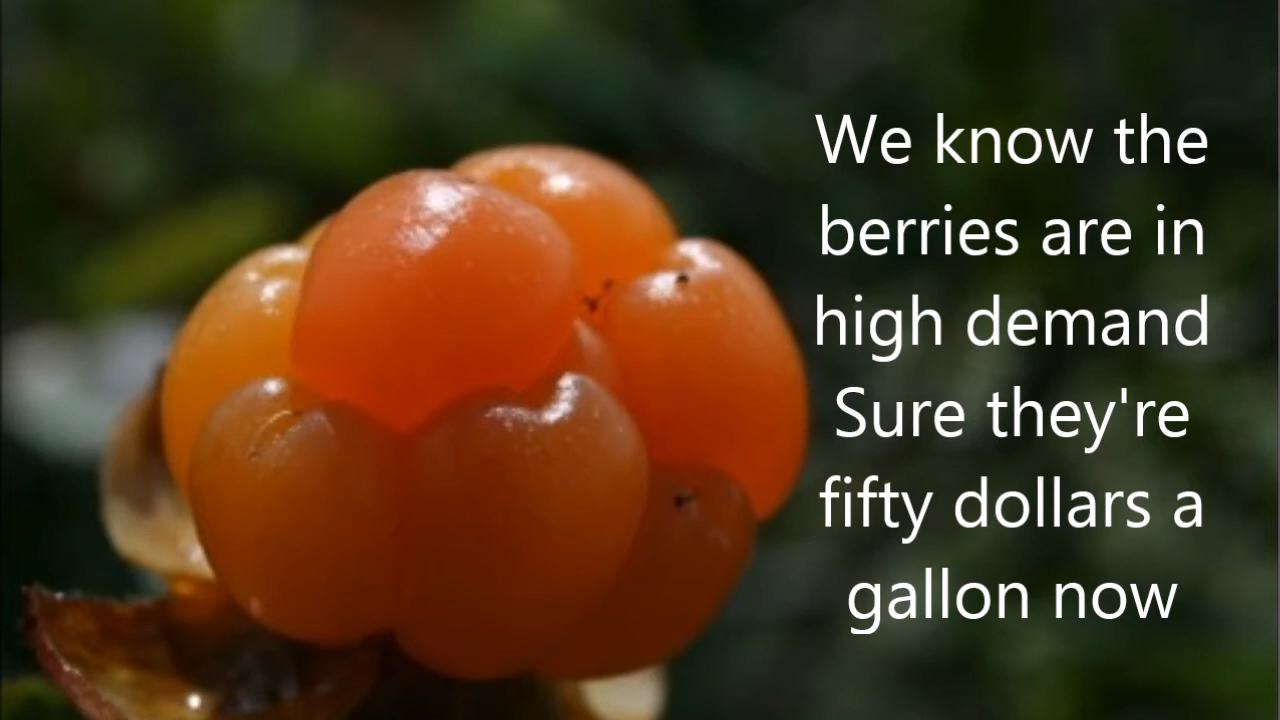 We know the
berries are in
high demand
Sure they're
fifty dollars a
gallon now